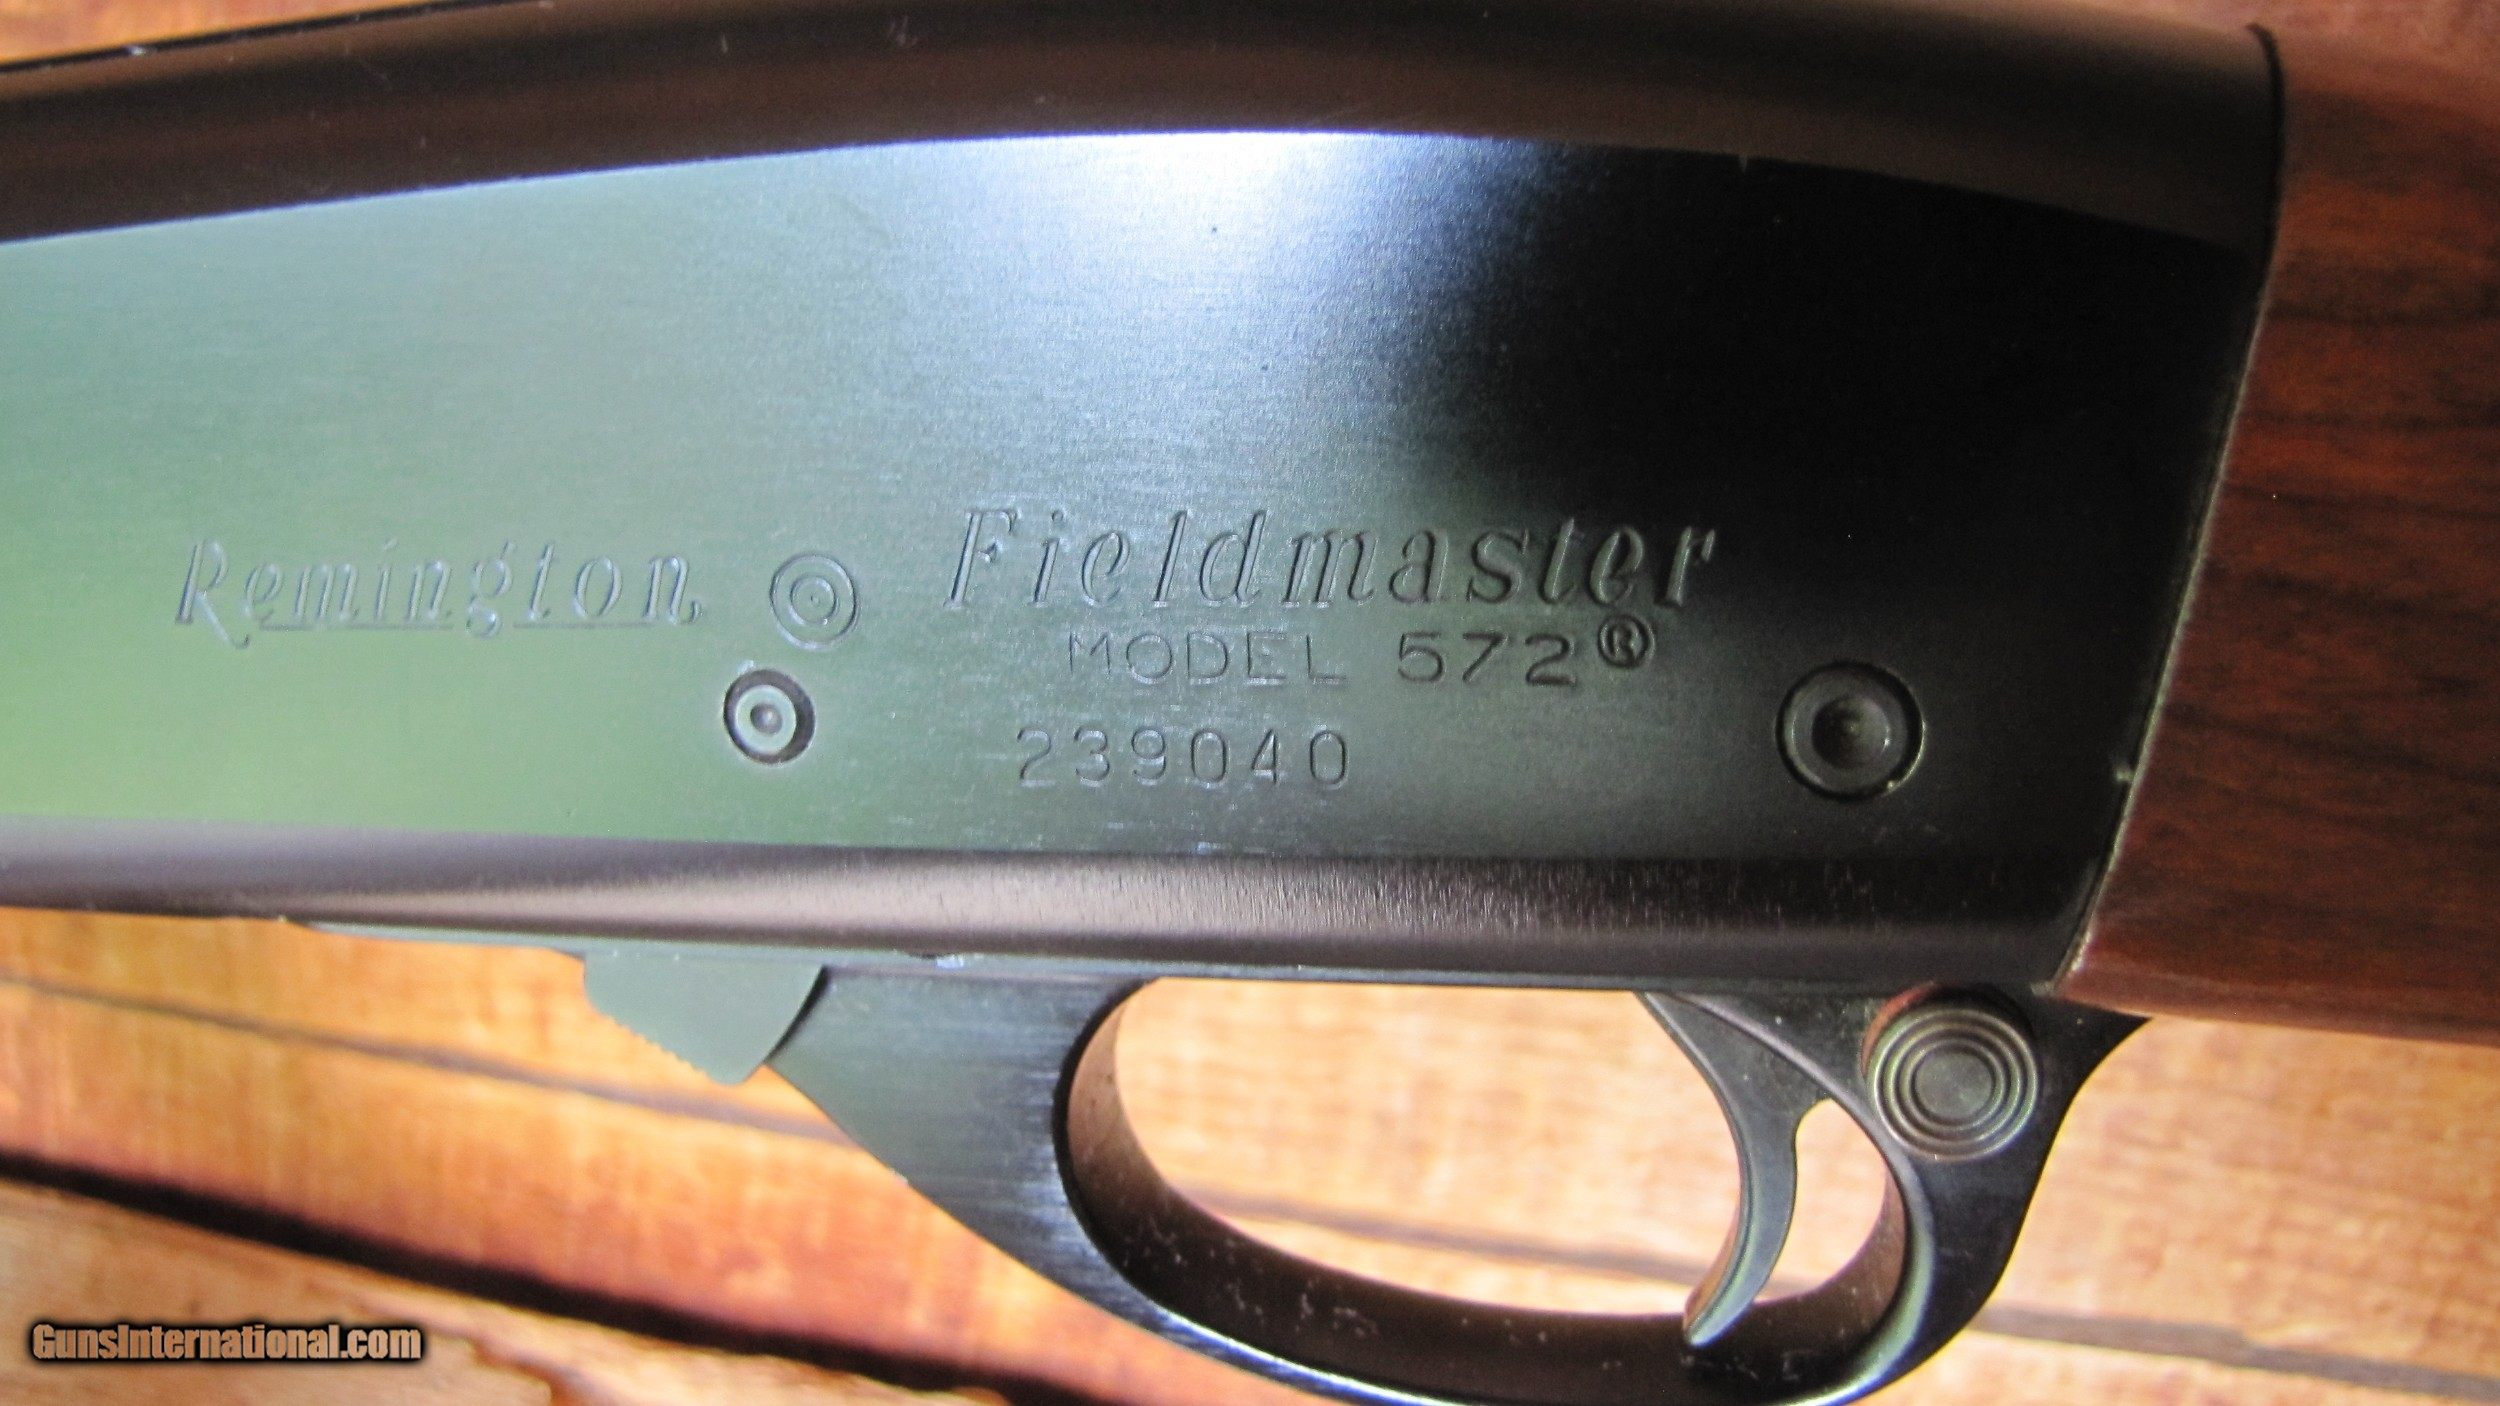 Remington
Fieldmaster
MODEL 572®
239040
GunsInternational.com